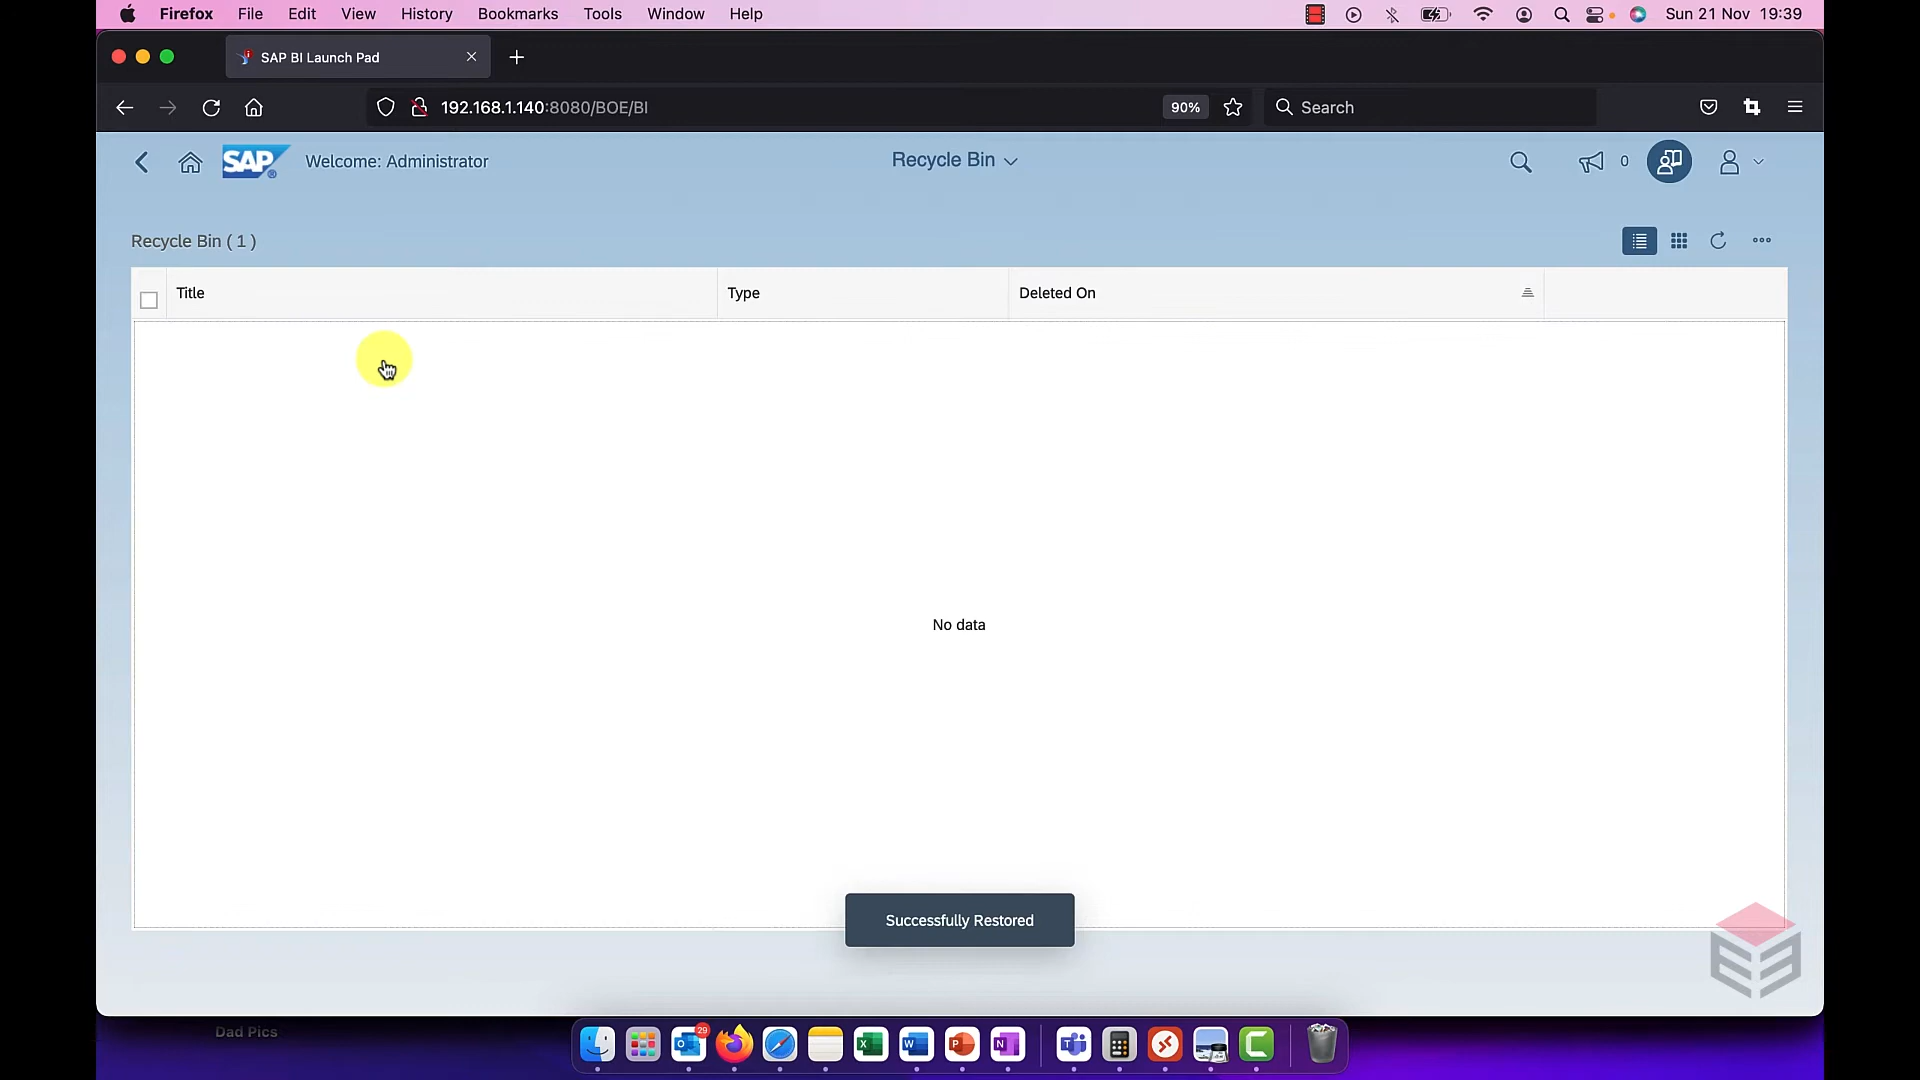 Firefox File Edit View History Bookmarks Tools Window Help Sun 21 Nov 19:39
SAP BI Launch Pad
192.168.1.140:8080/BOE/BI 90% Search
SAP Welcome: Administrator Recycle Bin 0
Recycle Bin ( 1 )
Title Type Deleted On
No data
Successfully Restored
Dad Pics
29